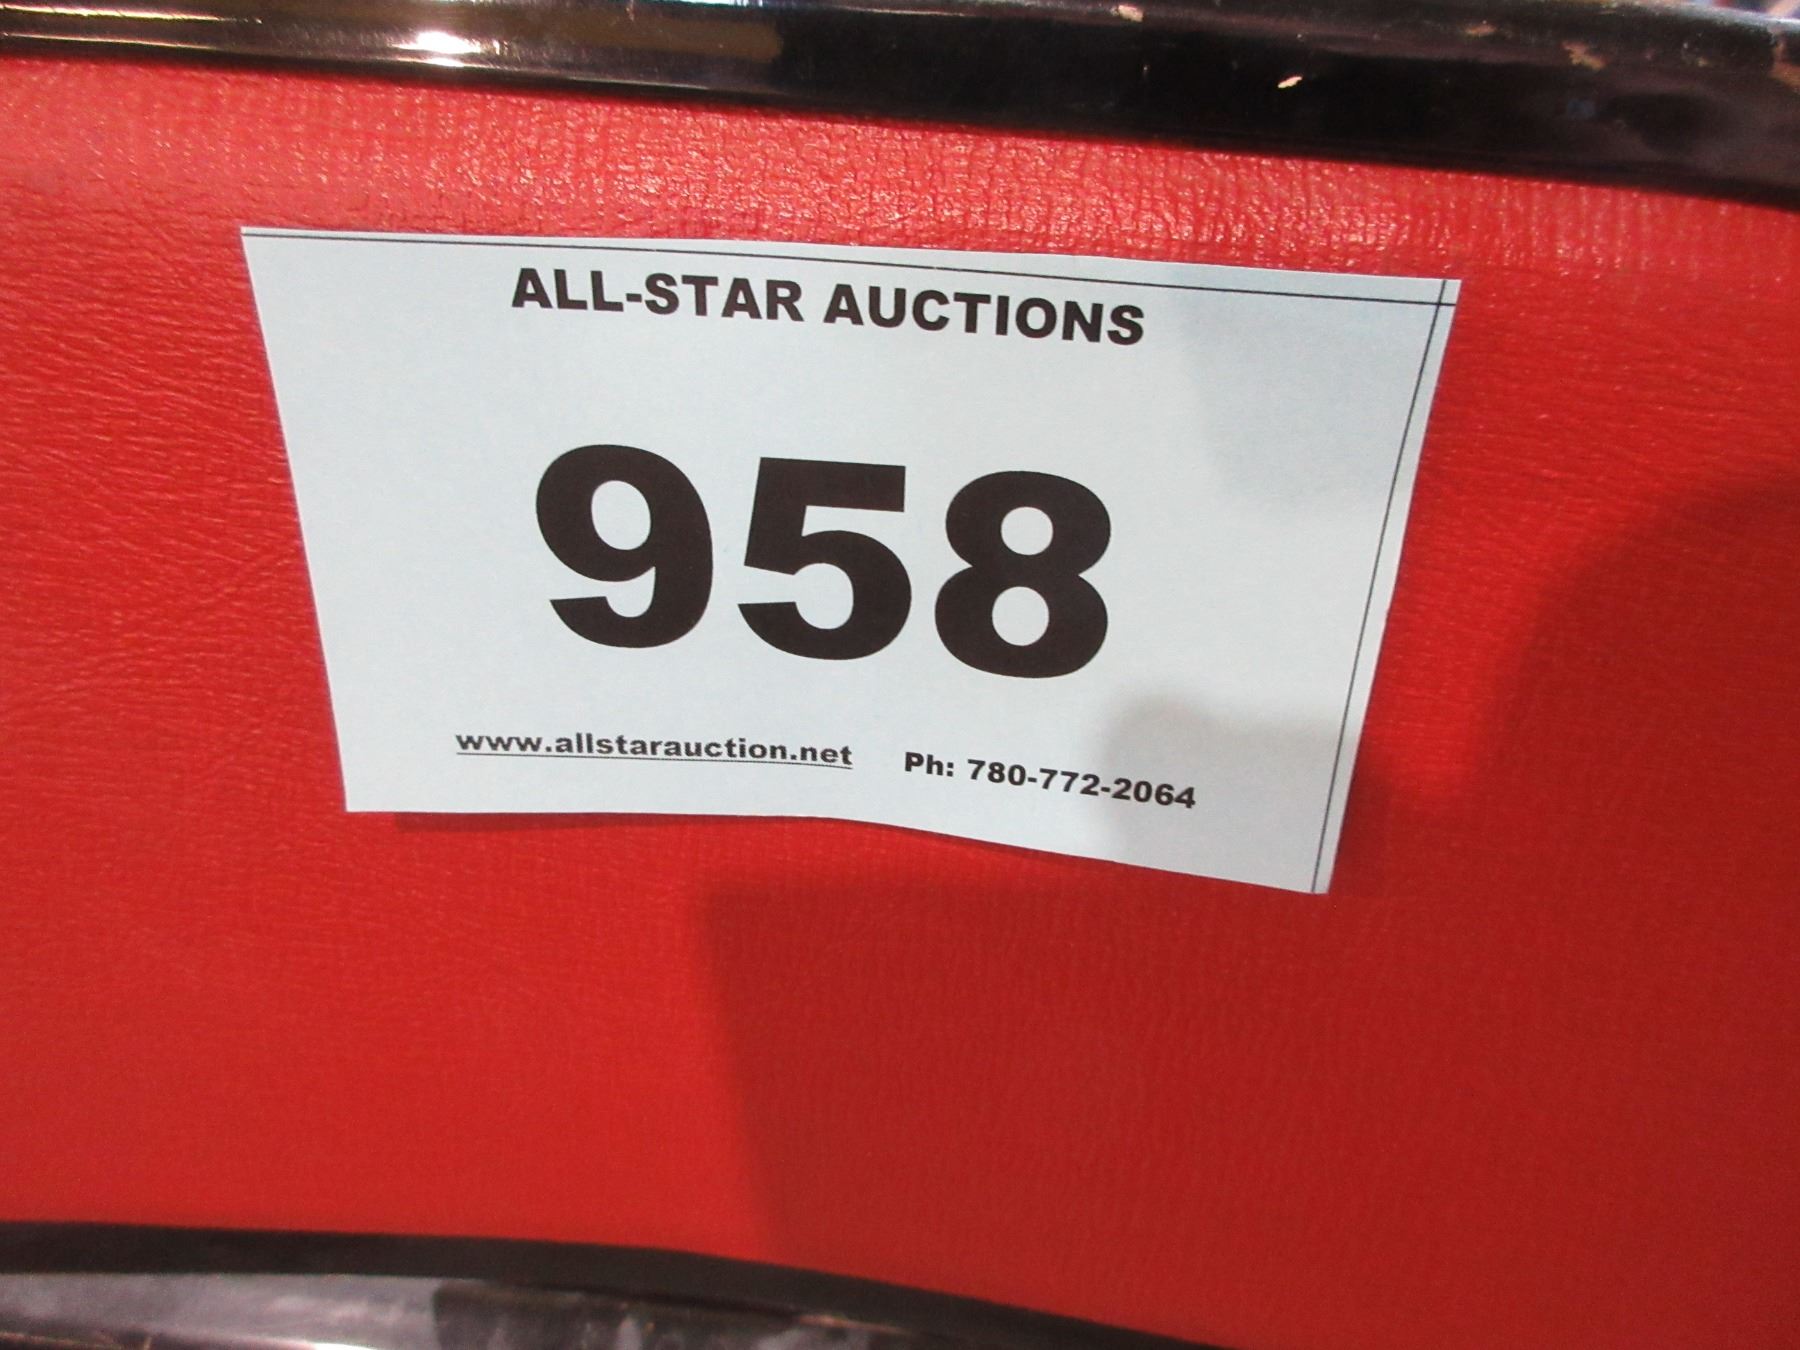 ALL-STAR AUCTIONS
958
www.allstarauction.net Ph: 780-772-2064